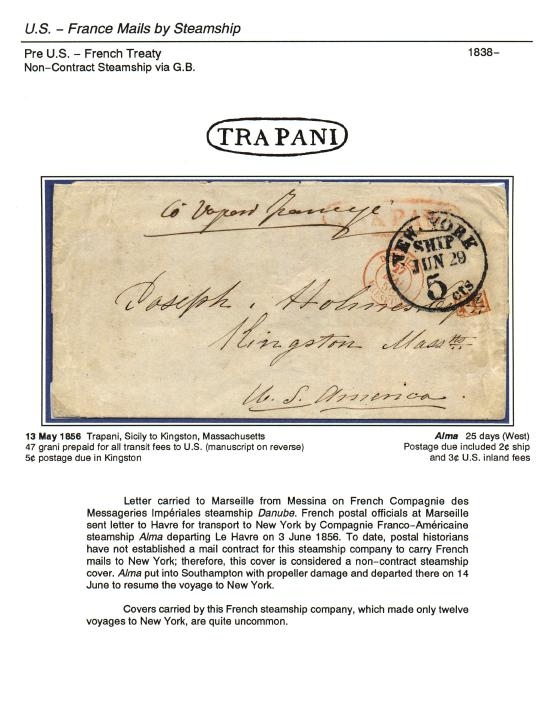 U.S. – France Mails by Steamship
Pre U.S. – French Treaty
1838–
Non–Contract Steamship via G.B.
TRAPANI
Vapore
NEW YORK
SHIP
JUN 29
5
cts
Joseph . Holmes Esq
Kingston Masstts
U. S. America.
13 May 1856 Trapani, Sicily to Kingston, Massachusetts
47 grani prepaid for all transit fees to U.S. (manuscript on reverse)
5¢ postage due in Kingston
Alma 25 days (West)
Postage due included 2¢ ship
and 3¢ U.S. inland fees
Letter carried to Marseille from Messina on French Compagnie des
Messageries Impériales steamship Danube. French postal officials at Marseille
sent letter to Havre for transport to New York by Compagnie Franco–Américaine
steamship Alma departing Le Havre on 3 June 1856. To date, postal historians
have not established a mail contract for this steamship company to carry French
mails to New York; therefore, this cover is considered a non–contract steamship
cover. Alma put into Southampton with propeller damage and departed there on 14
June to resume the voyage to New York.
Covers carried by this French steamship company, which made only twelve
voyages to New York, are quite uncommon.